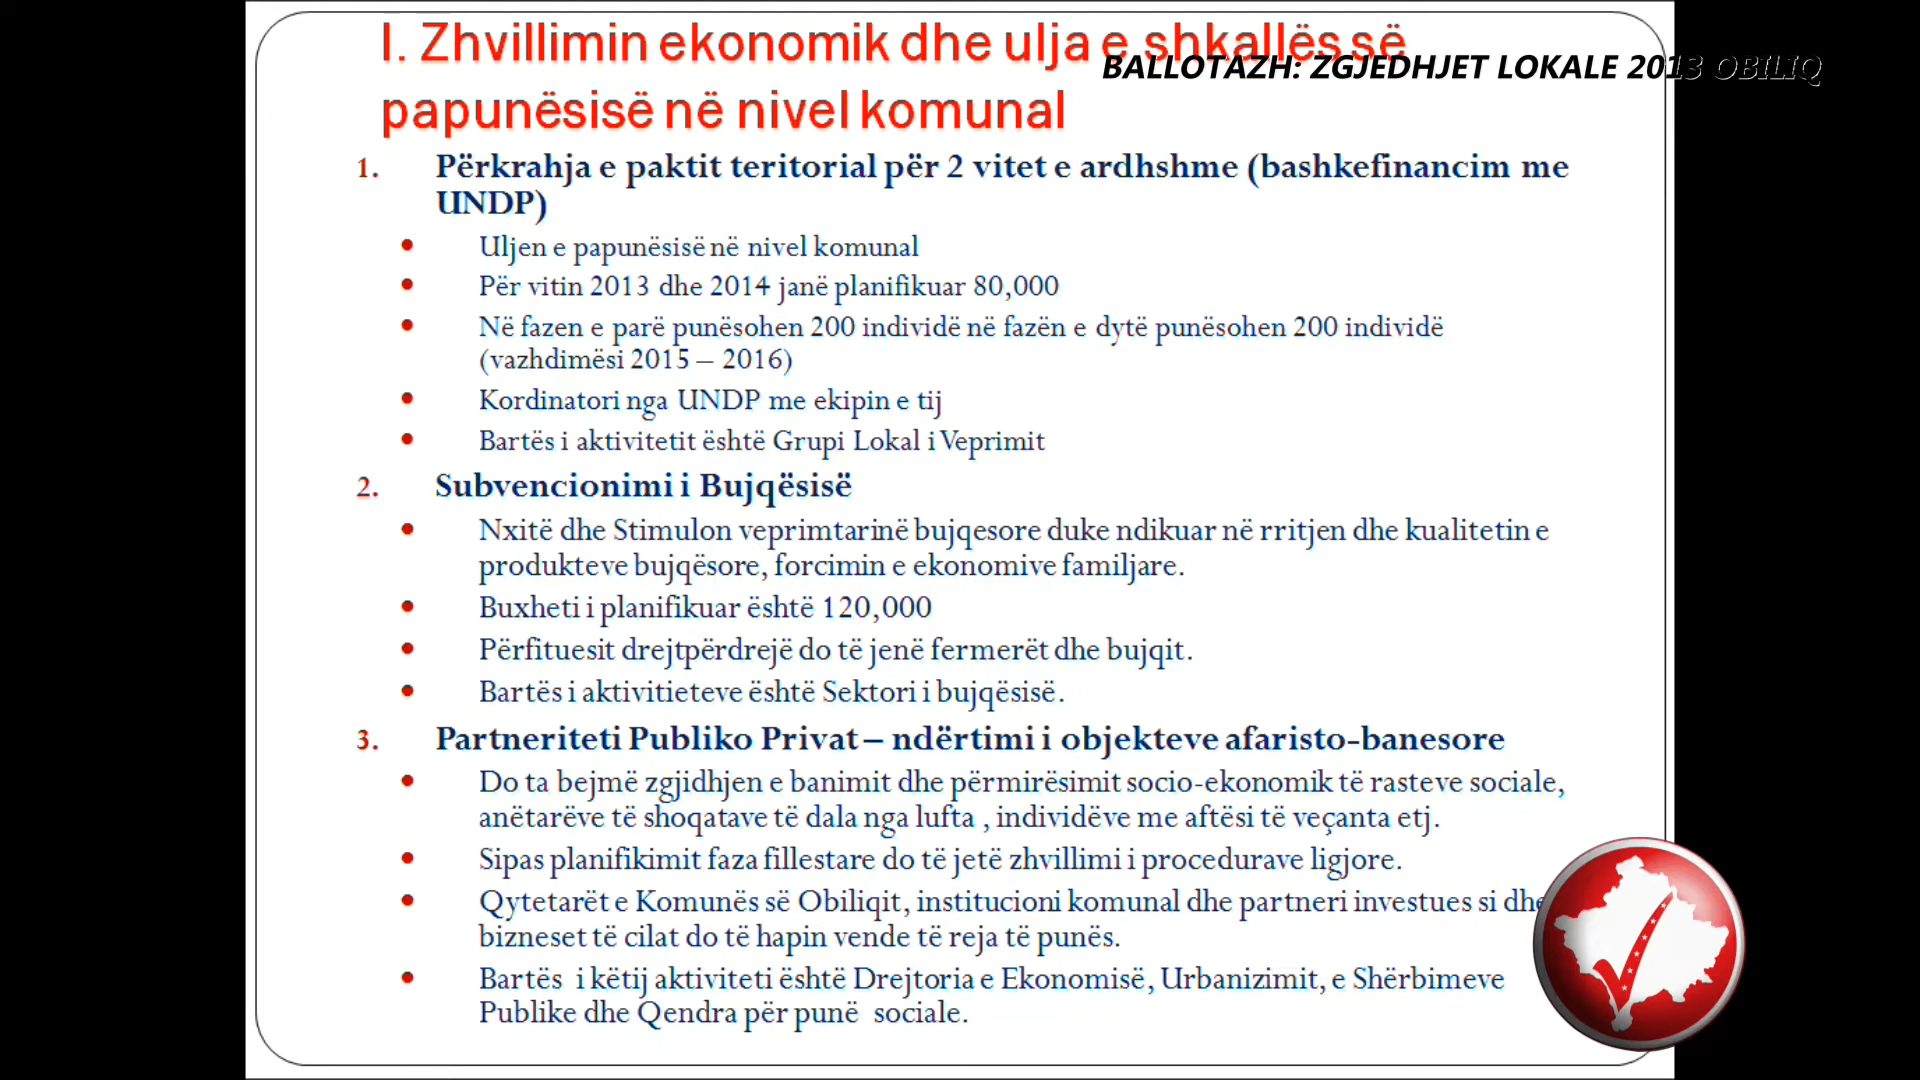 I. Zhvillimin ekonomik dhe ulja e shkallës së
BALLOTAZH: ZGJEDHJET LOKALE 2013 OBILIQ
papunësisë në nivel komunal
1. Përkrahja e paktit teritorial për 2 vitet e ardhshme (bashkefinancim me
UNDP)
• Uljen e papunësisë në nivel komunal
• Për vitin 2013 dhe 2014 janë planifikuar 80,000
• Në fazen e parë punësohen 200 individë në fazën e dytë punësohen 200 individë
(vazhdimësi 2015 – 2016)
• Kordinatori nga UNDP me ekipin e tij
• Bartës i aktivitetit është Grupi Lokal i Veprimit
2. Subvencionimi i Bujqësisë
• Nxitë dhe Stimulon veprimtarinë bujqesore duke ndikuar në rritjen dhe kualitetin e
produkteve bujqësore, forcimin e ekonomive familjare.
• Buxheti i planifikuar është 120,000
• Përfituesit drejtpërdrejë do të jenë fermerët dhe bujqit.
• Bartës i aktivitieteve është Sektori i bujqësisë.
3. Partneriteti Publiko Privat – ndërtimi i objekteve afaristo-banesore
• Do ta bejmë zgjidhjen e banimit dhe përmirësimit socio-ekonomik të rasteve sociale,
anëtarëve të shoqatave të dala nga lufta , individëve me aftësi të veçanta etj.
• Sipas planifikimit faza fillestare do të jetë zhvillimi i procedurave ligjore.
• Qytetarët e Komunës së Obiliqit, institucioni komunal dhe partneri investues si dhe
bizneset të cilat do të hapin vende të reja të punës.
• Bartës i këtij aktiviteti është Drejtoria e Ekonomisë, Urbanizimit, e Shërbimeve
Publike dhe Qendra për punë sociale.